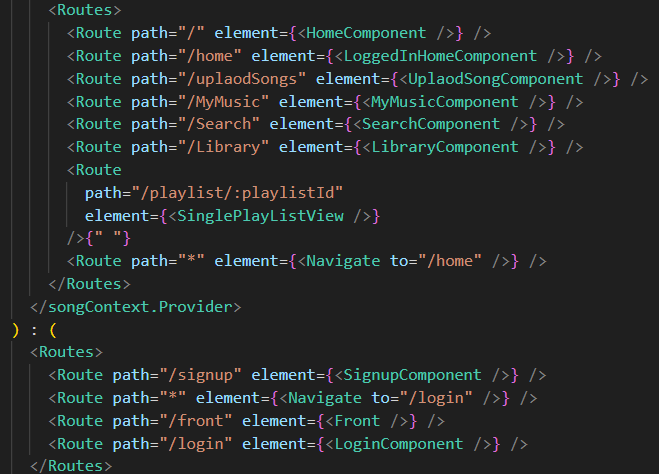 <Routes>
<Route path="/" element={<HomeComponent />} />
<Route path="/home" element={<LoggedInHomeComponent />} />
<Route path="/uplaodSongs" element={<UplaodSongComponent />} />
<Route path="/MyMusic" element={<MyMusicComponent />} />
<Route path="/Search" element={<SearchComponent />} />
<Route path="/Library" element={<LibraryComponent />} />
<Route
path="/playlist/:playlistId"
element={<SinglePlayListView />}
/>{" "}
<Route path="*" element={<Navigate to="/home" />} />
</Routes>
</songContext.Provider>
) : (
<Routes>
<Route path="/signup" element={<SignupComponent />} />
<Route path="*" element={<Navigate to="/login" />} />
<Route path="/front" element={<Front />} />
<Route path="/login" element={<LoginComponent />} />
</Routes>